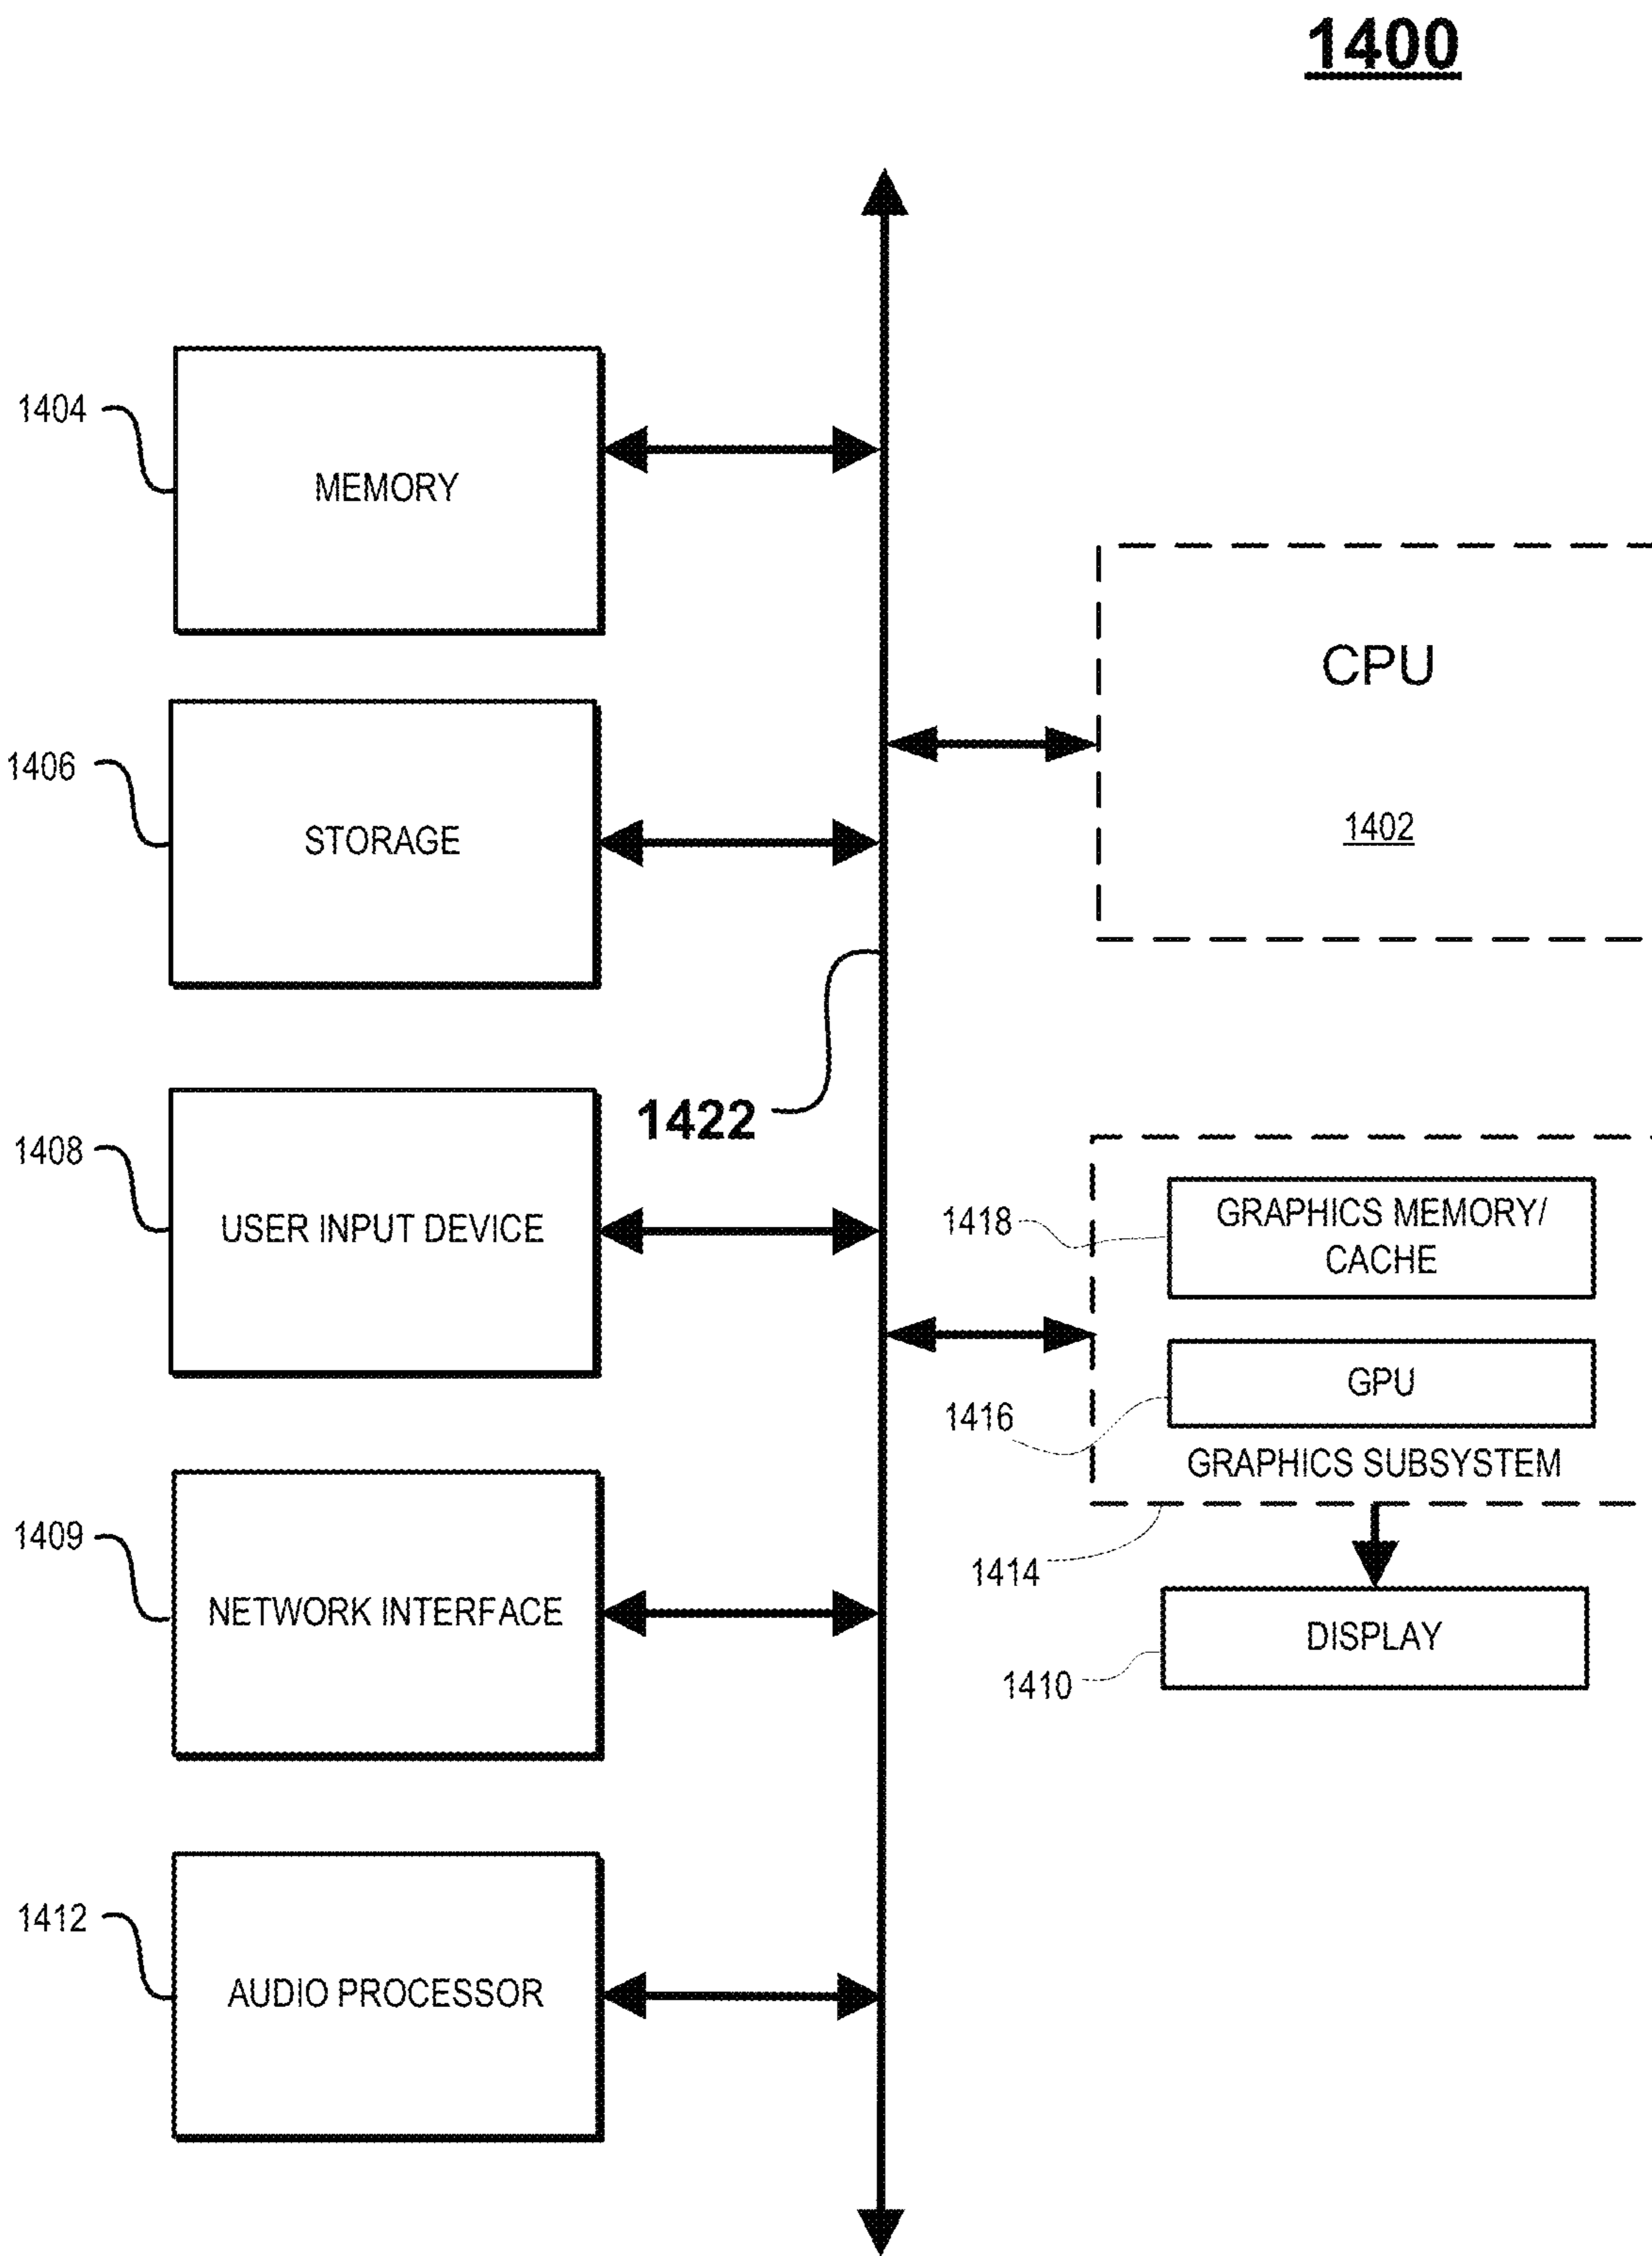 1400
1404
MEMORY
CPU
1402
1406
STORAGE
1422
1408
USER INPUT DEVICE
1418
GRAPHICS MEMORY/
CACHE
1416
GPU
GRAPHICS SUBSYSTEM
1414
1409
NETWORK INTERFACE
DISPLAY
1410
1412
AUDIO PROCESSOR